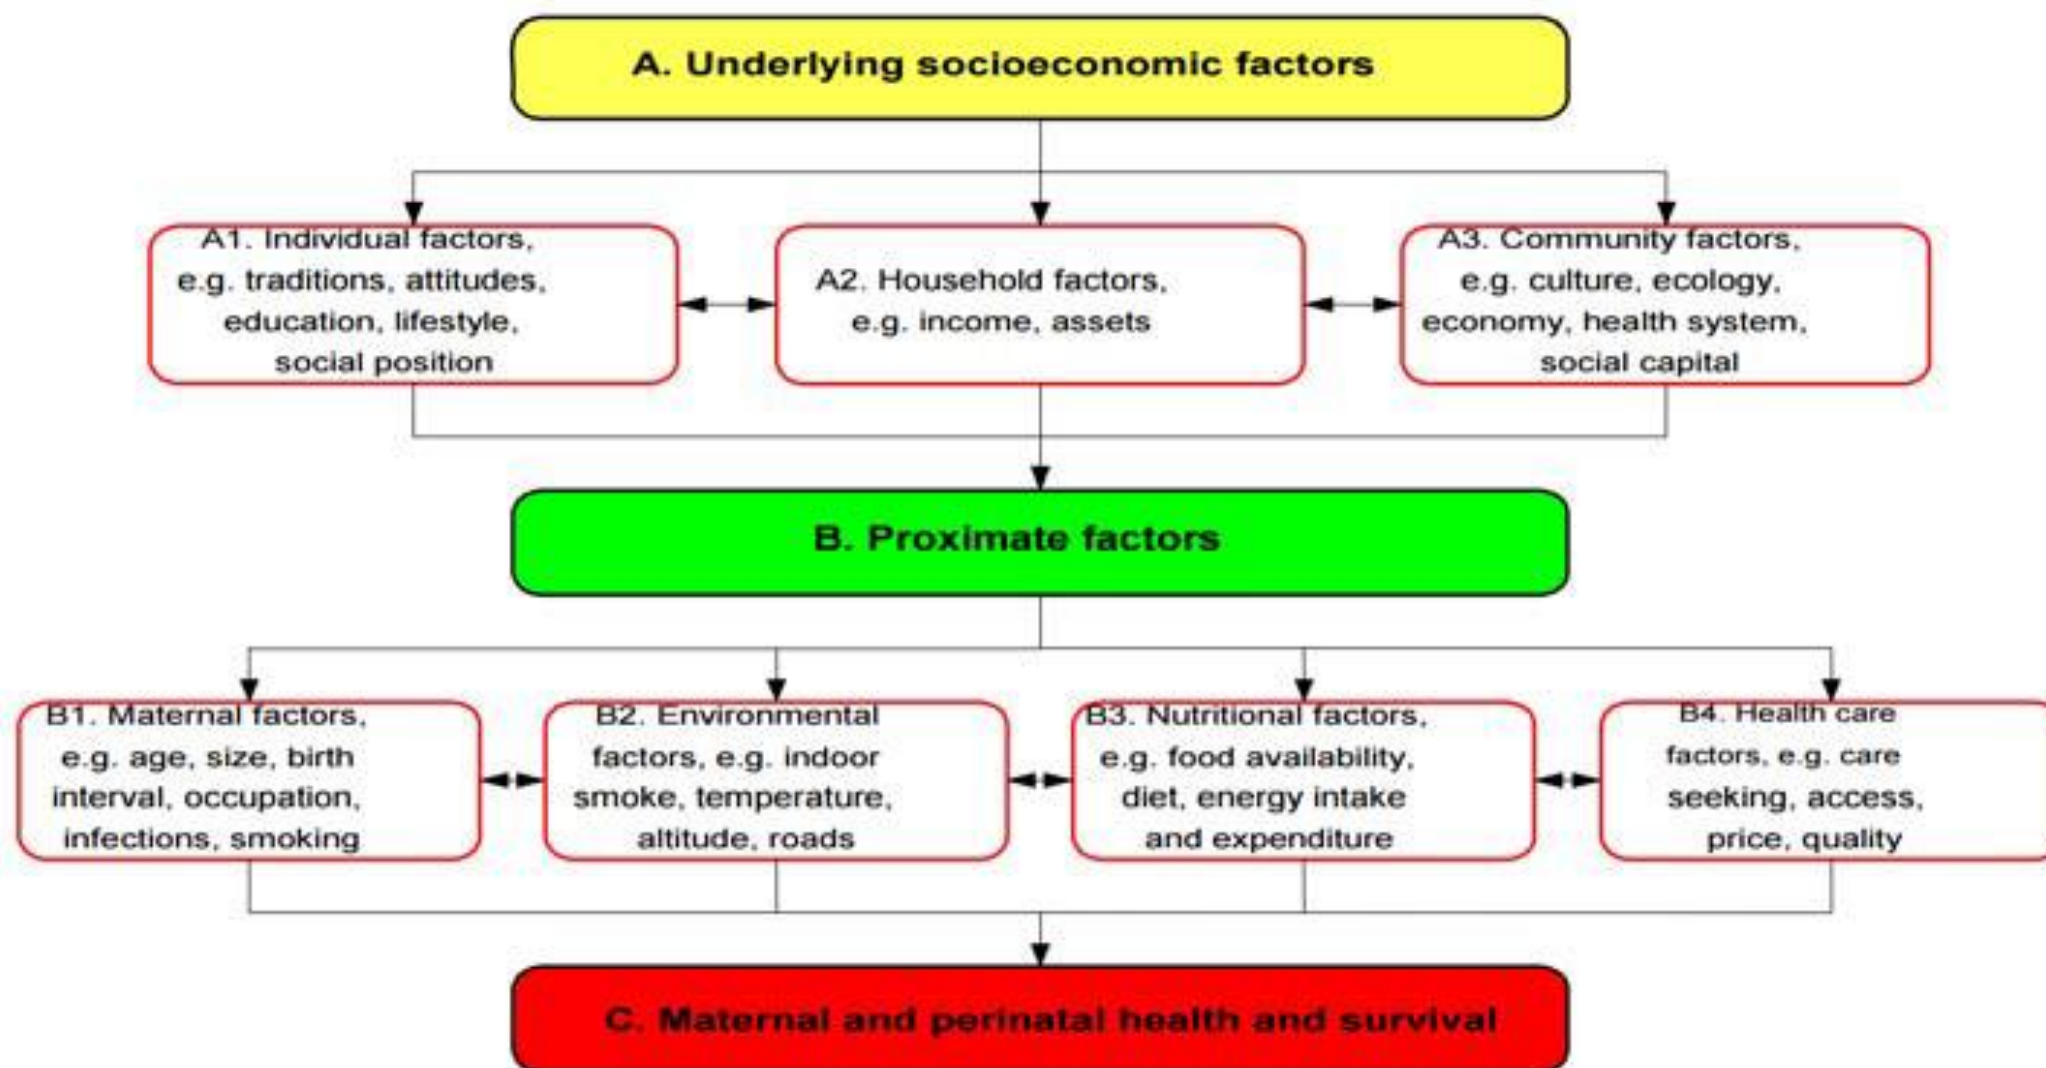 A. Underlying socioeconomic factors
A1. Individual factors,
e.g. traditions, attitudes,
education, lifestyle,
social position
A2. Household factors,
e.g. income, assets
A3. Community factors,
e.g. culture, ecology,
economy, health system,
social capital
B. Proximate factors
B1. Maternal factors,
e.g. age, size, birth
interval, occupation,
infections, smoking
B2. Environmental
factors, e.g. indoor
smoke, temperature,
altitude, roads
B3. Nutritional factors,
e.g. food availability,
diet, energy intake
and expenditure
B4. Health care
factors, e.g. care
seeking, access,
price, quality
C. Maternal and perinatal health and survival